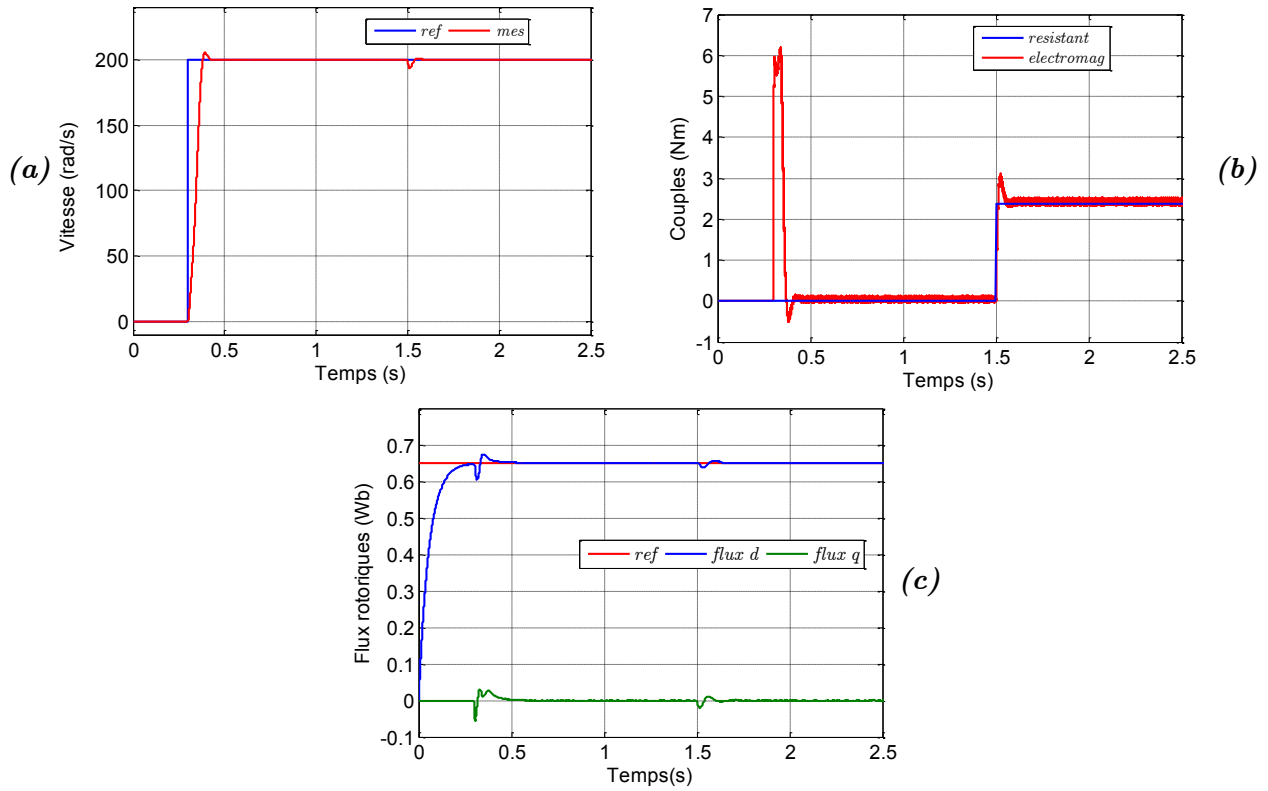 ref mes
200
150
100
50
0
0 0.5 1 1.5 2 2.5
Temps (s)
Vitesse (rad/s)
(a)
resistant
electromag
7
6
5
4
3
2
1
0
-1
0 0.5 1 1.5 2 2.5
Temps (s)
Couples (Nm)
(b)
0.7
0.6
0.5
0.4
0.3
0.2
0.1
0
-0.1
ref flux d flux q
0 0.5 1 1.5 2 2.5
Temps(s)
Flux rotoriques (Wb)
(c)